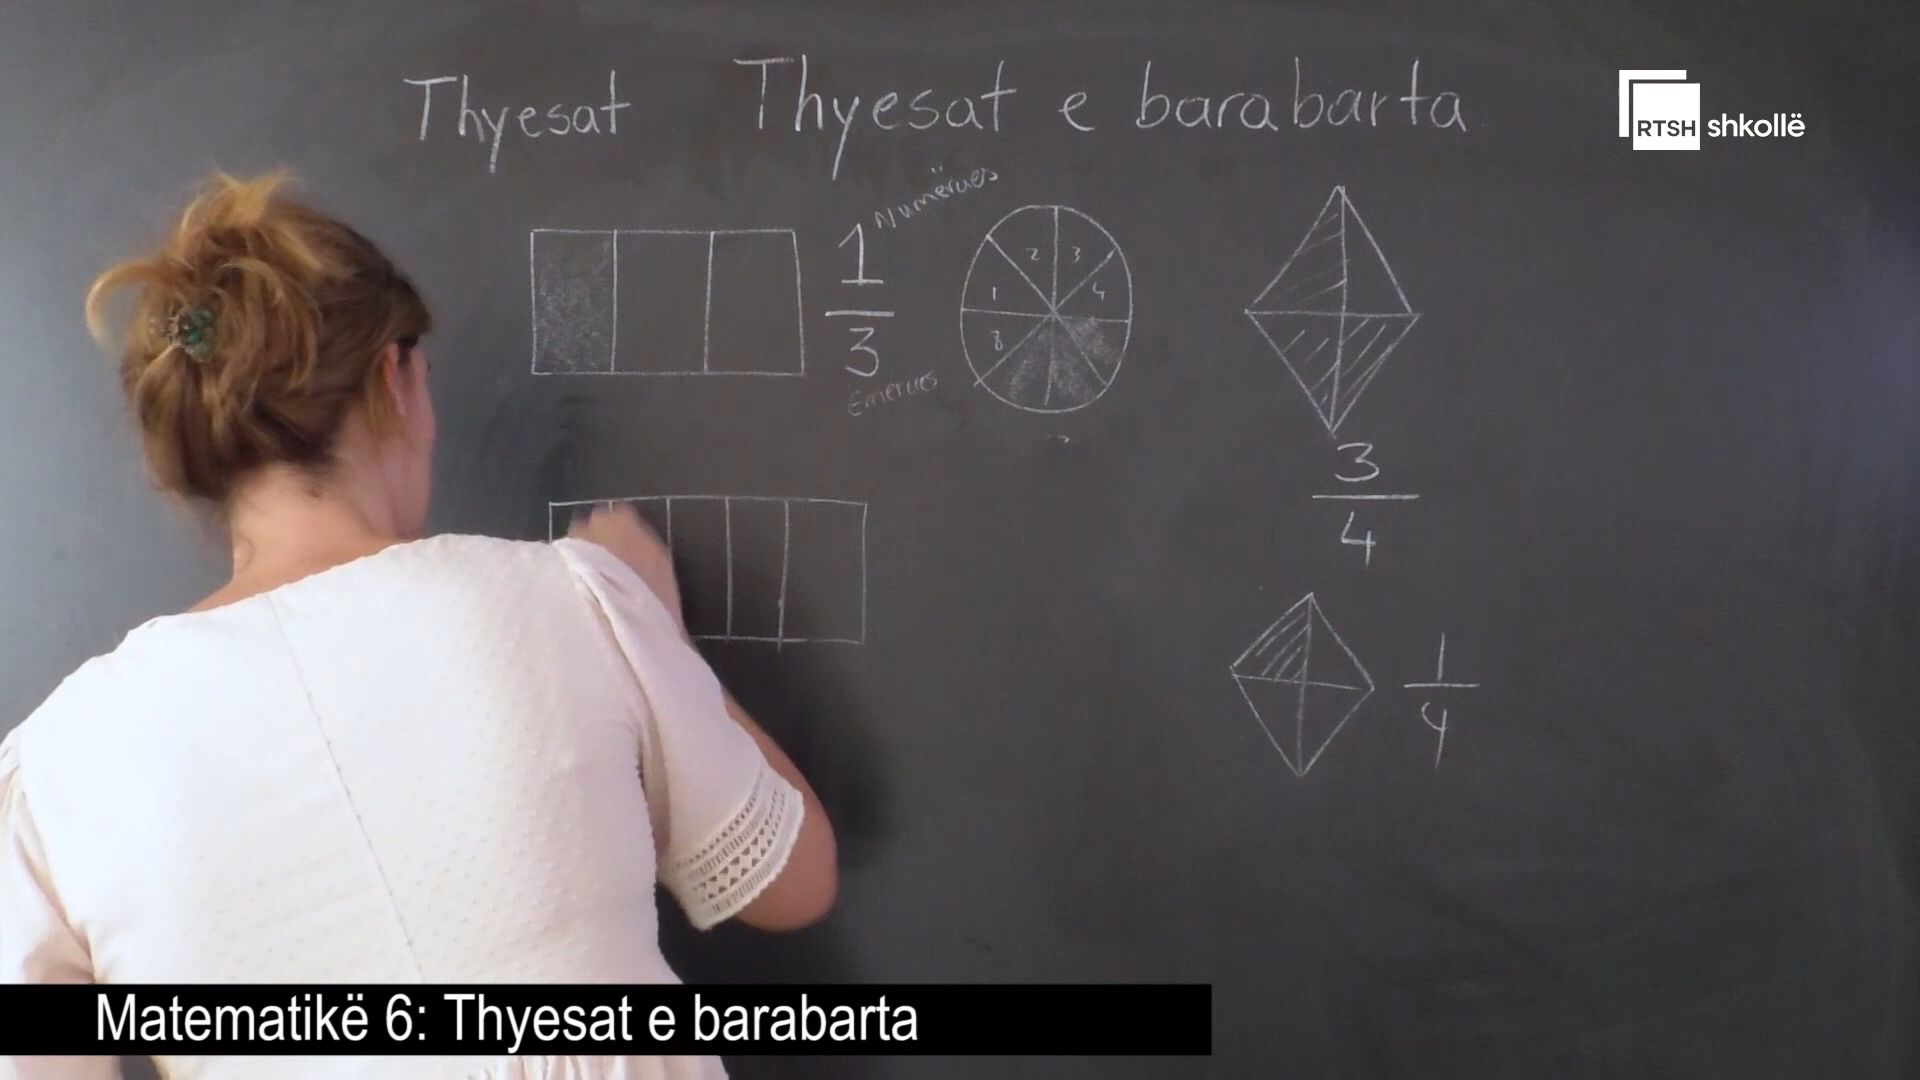 Thyesat Thyesat e barabarta
RTSH shkollë
Numërues
1
3
Emërues
2 3
1 4
8
3
4
1
4
Matematikë 6: Thyesat e barabarta